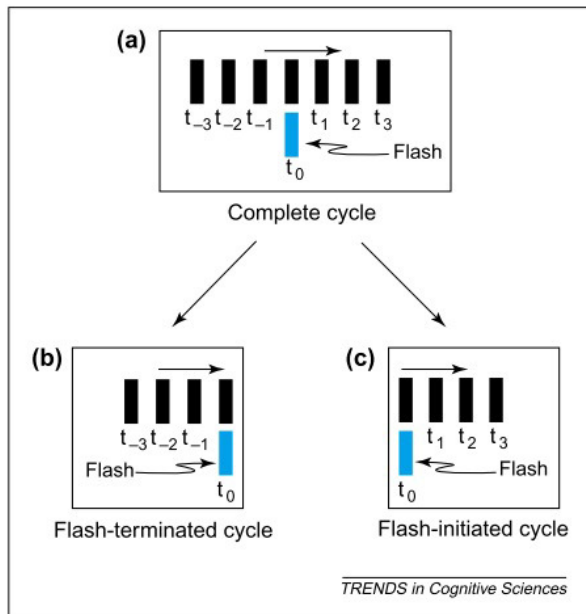 (a)
t₋₃ t₋₂ t₋₁ t₁ t₂ t₃
Flash
t₀
Complete cycle
(b)
t₋₃ t₋₂ t₋₁
Flash
t₀
Flash-terminated cycle
(c)
t₁ t₂ t₃
Flash
t₀
Flash-initiated cycle
TRENDS in Cognitive Sciences